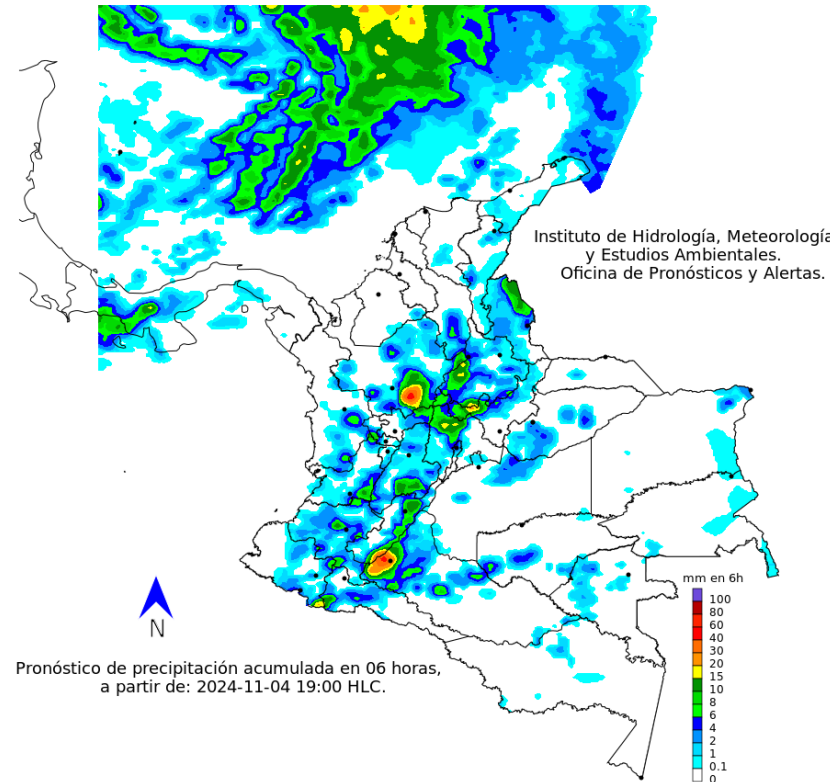 Instituto de Hidrología, Meteorología
y Estudios Ambientales.
Oficina de Pronósticos y Alertas.
N
Pronóstico de precipitación acumulada en 06 horas,
a partir de: 2024-11-04 19:00 HLC.
mm en 6h
100
80
60
40
30
20
15
10
8
6
4
2
1
0.1
0